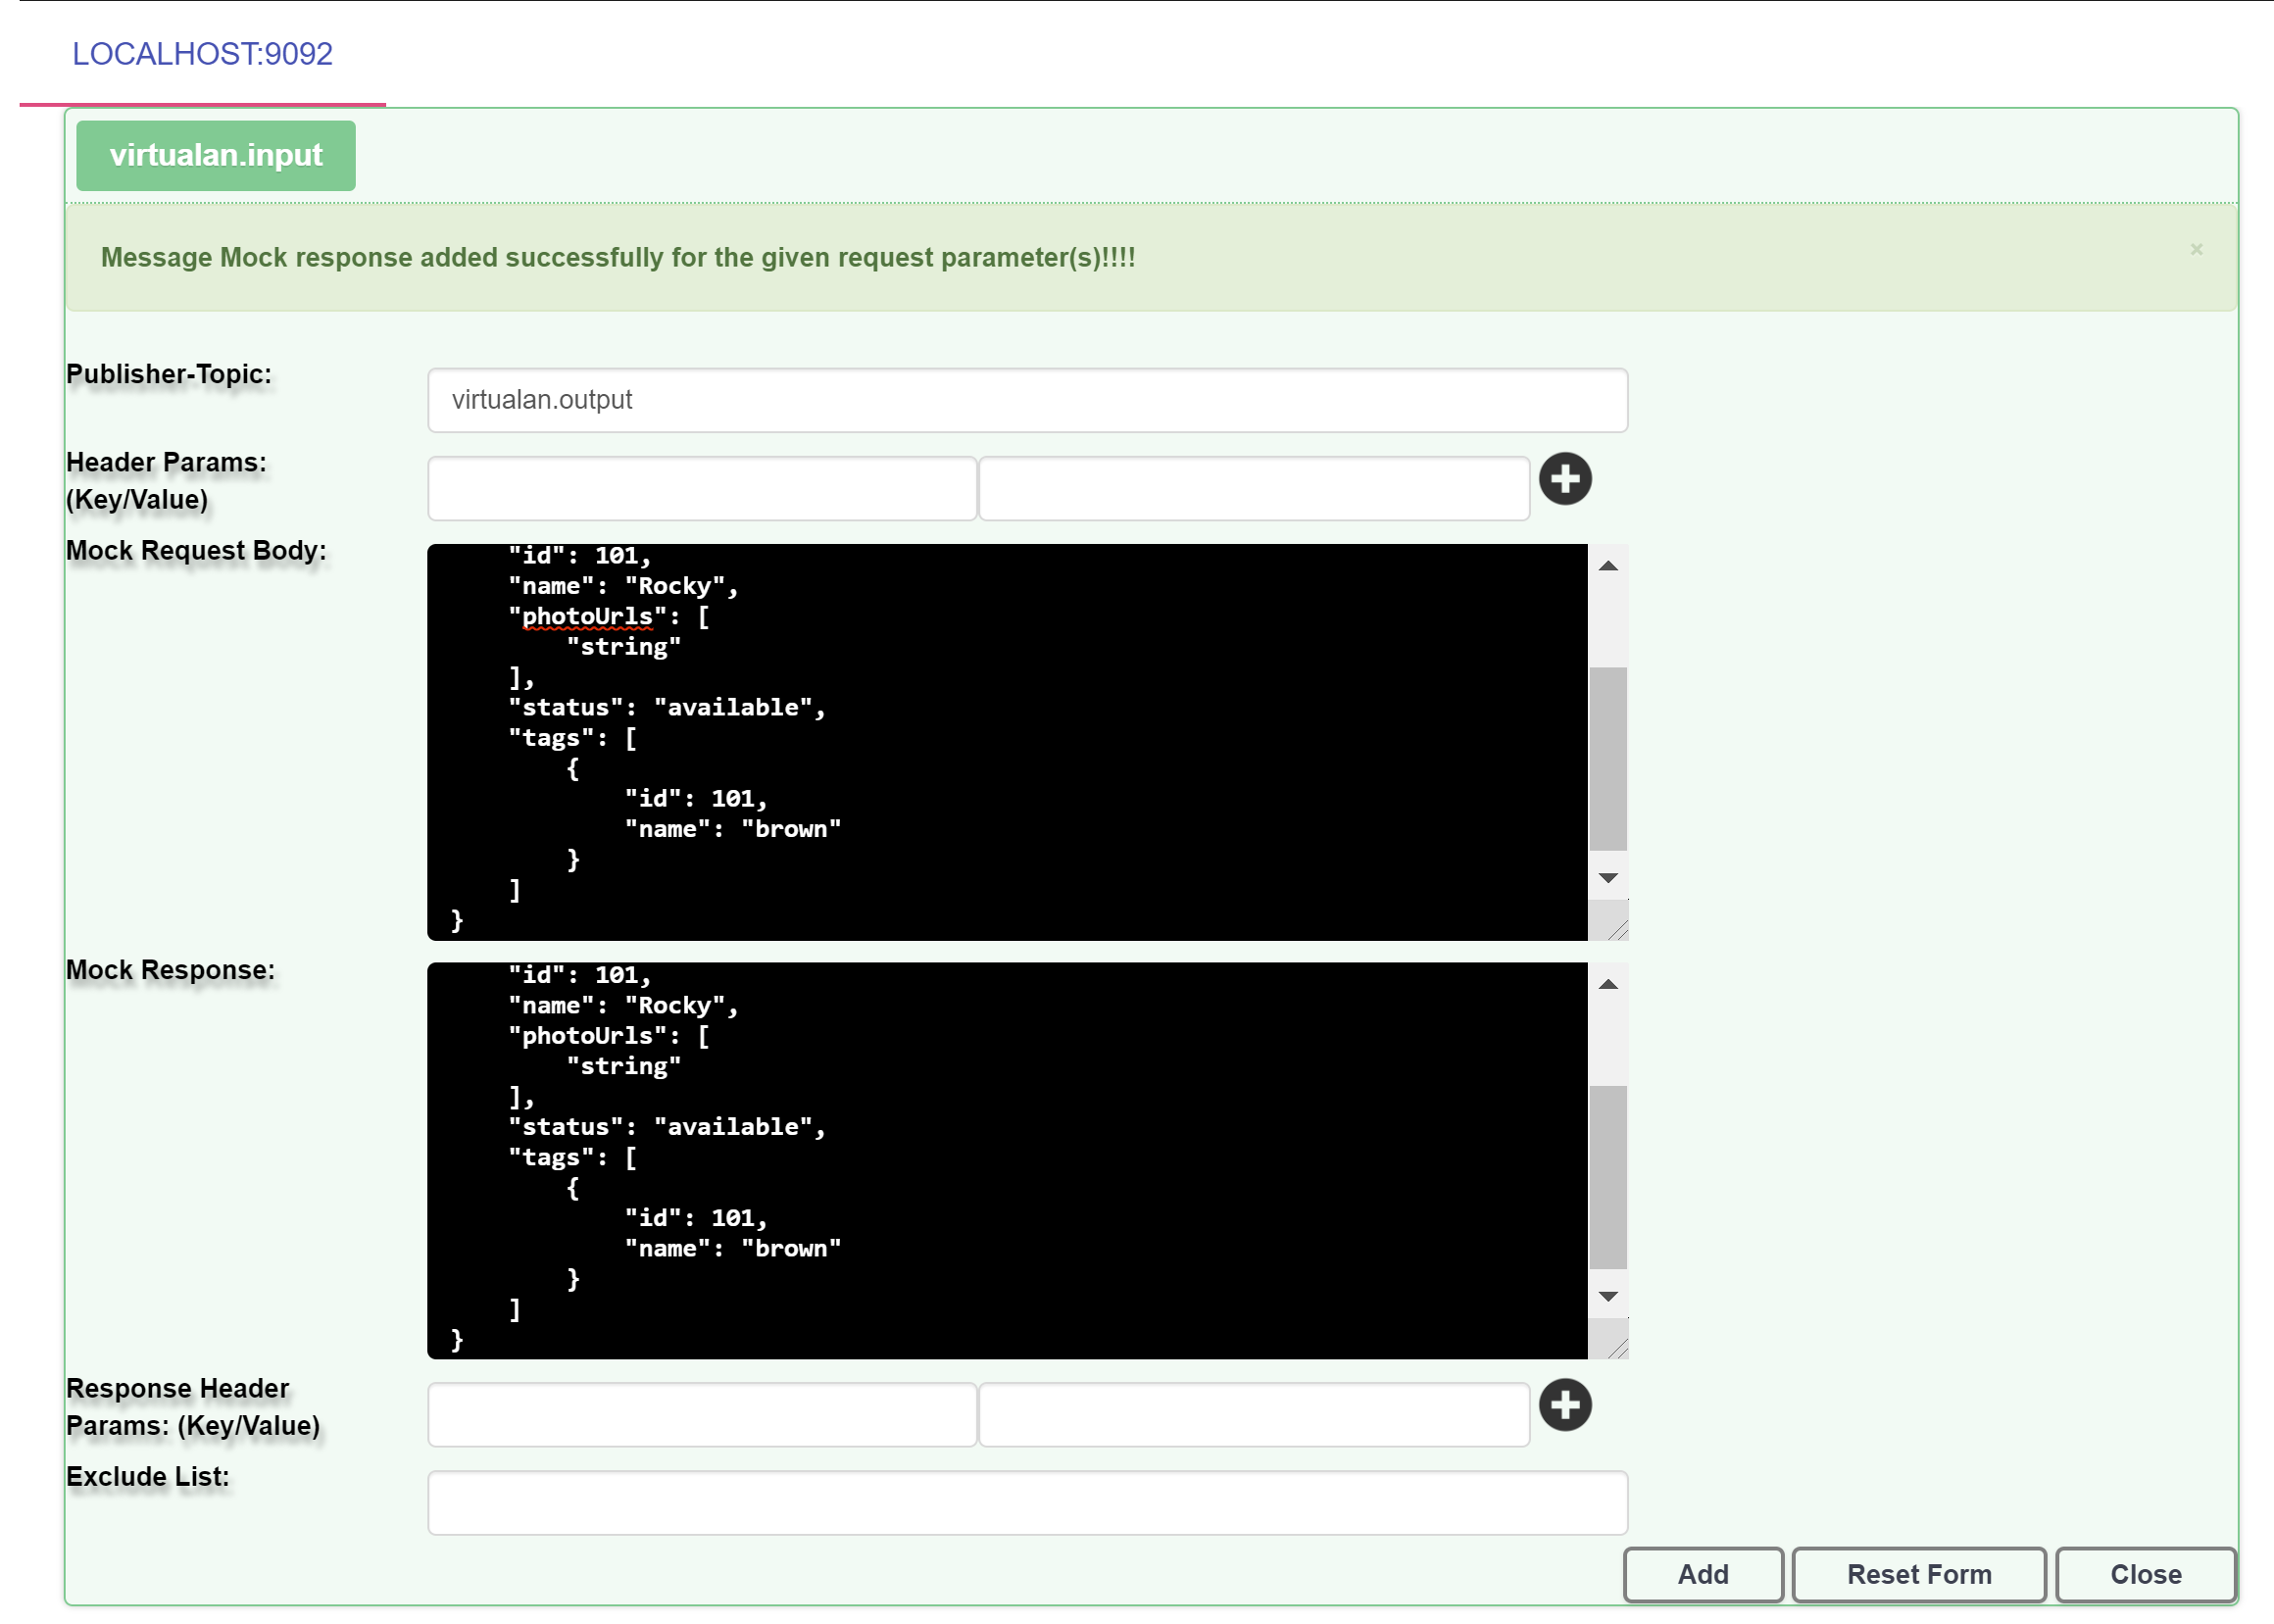 LOCALHOST:9092
virtualan.input
Message Mock response added successfully for the given request parameter(s)!!!!
×
Publisher-Topic:
virtualan.output
Header Params:
(Key/Value)
Mock Request Body:
"id": 101,
"name": "Rocky",
"photoUrls": [
"string"
],
"status": "available",
"tags": [
{
"id": 101,
"name": "brown"
}
]
}
Mock Response:
"id": 101,
"name": "Rocky",
"photoUrls": [
"string"
],
"status": "available",
"tags": [
{
"id": 101,
"name": "brown"
}
]
}
Response Header
Params: (Key/Value)
Exclude List:
Add Reset Form Close